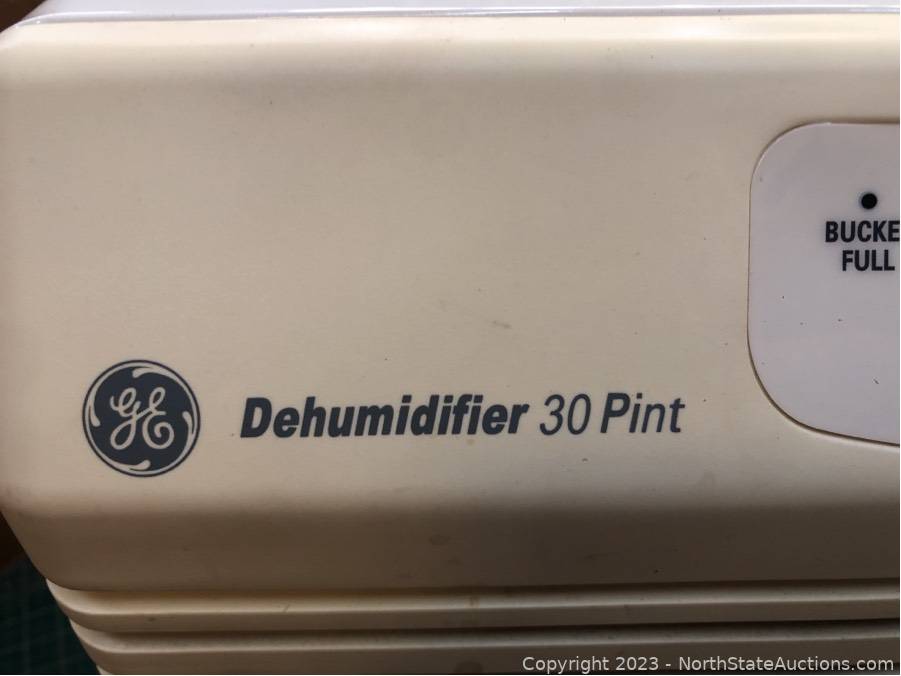 BUCKE
FULL
GE
Dehumidifier 30 Pint
Copyright 2023 - NorthStateAuctions.com